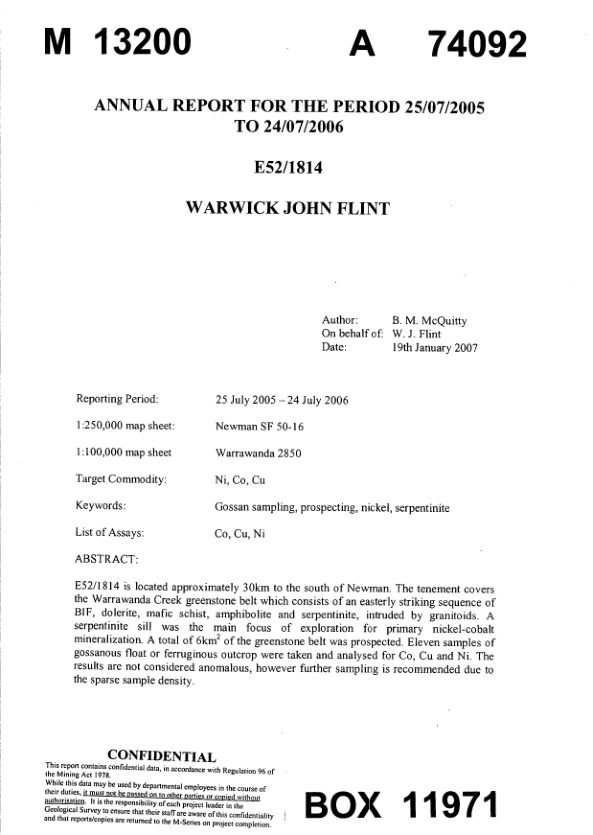 M 13200 A 74092
ANNUAL REPORT FOR THE PERIOD 25/07/2005
TO 24/07/2006
E52/1814
WARWICK JOHN FLINT
Author: B. M. McQuitty
On behalf of: W. J. Flint
Date: 19th January 2007
Reporting Period: 25 July 2005 – 24 July 2006
1:250,000 map sheet: Newman SF 50-16
1:100,000 map sheet Warrawanda 2850
Target Commodity: Ni, Co, Cu
Keywords: Gossan sampling, prospecting, nickel, serpentinite
List of Assays: Co, Cu, Ni
ABSTRACT:
E52/1814 is located approximately 30km to the south of Newman. The tenement covers
the Warrawanda Creek greenstone belt which consists of an easterly striking sequence of
BIF, dolerite, mafic schist, amphibolite and serpentinite, intruded by granitoids. A
serpentinite sill was the main focus of exploration for primary nickel-cobalt
mineralization. A total of 6km² of the greenstone belt was prospected. Eleven samples of
gossanous float or ferruginous outcrop were taken and analysed for Co, Cu and Ni. The
results are not considered anomalous, however further sampling is recommended due to
the sparse sample density.
CONFIDENTIAL
This report contains confidential data, in accordance with Regulation 96 of
the Mining Act 1978.
While this data may be used by departmental employees in the course of
their duties, it must not be passed on to other parties or copied without
authorisation. It is the responsibility of each project leader in the
Geological Survey to ensure that their staff are aware of this confidentiality
and that reports/copies are returned to the M-Series on project completion.
BOX 11971